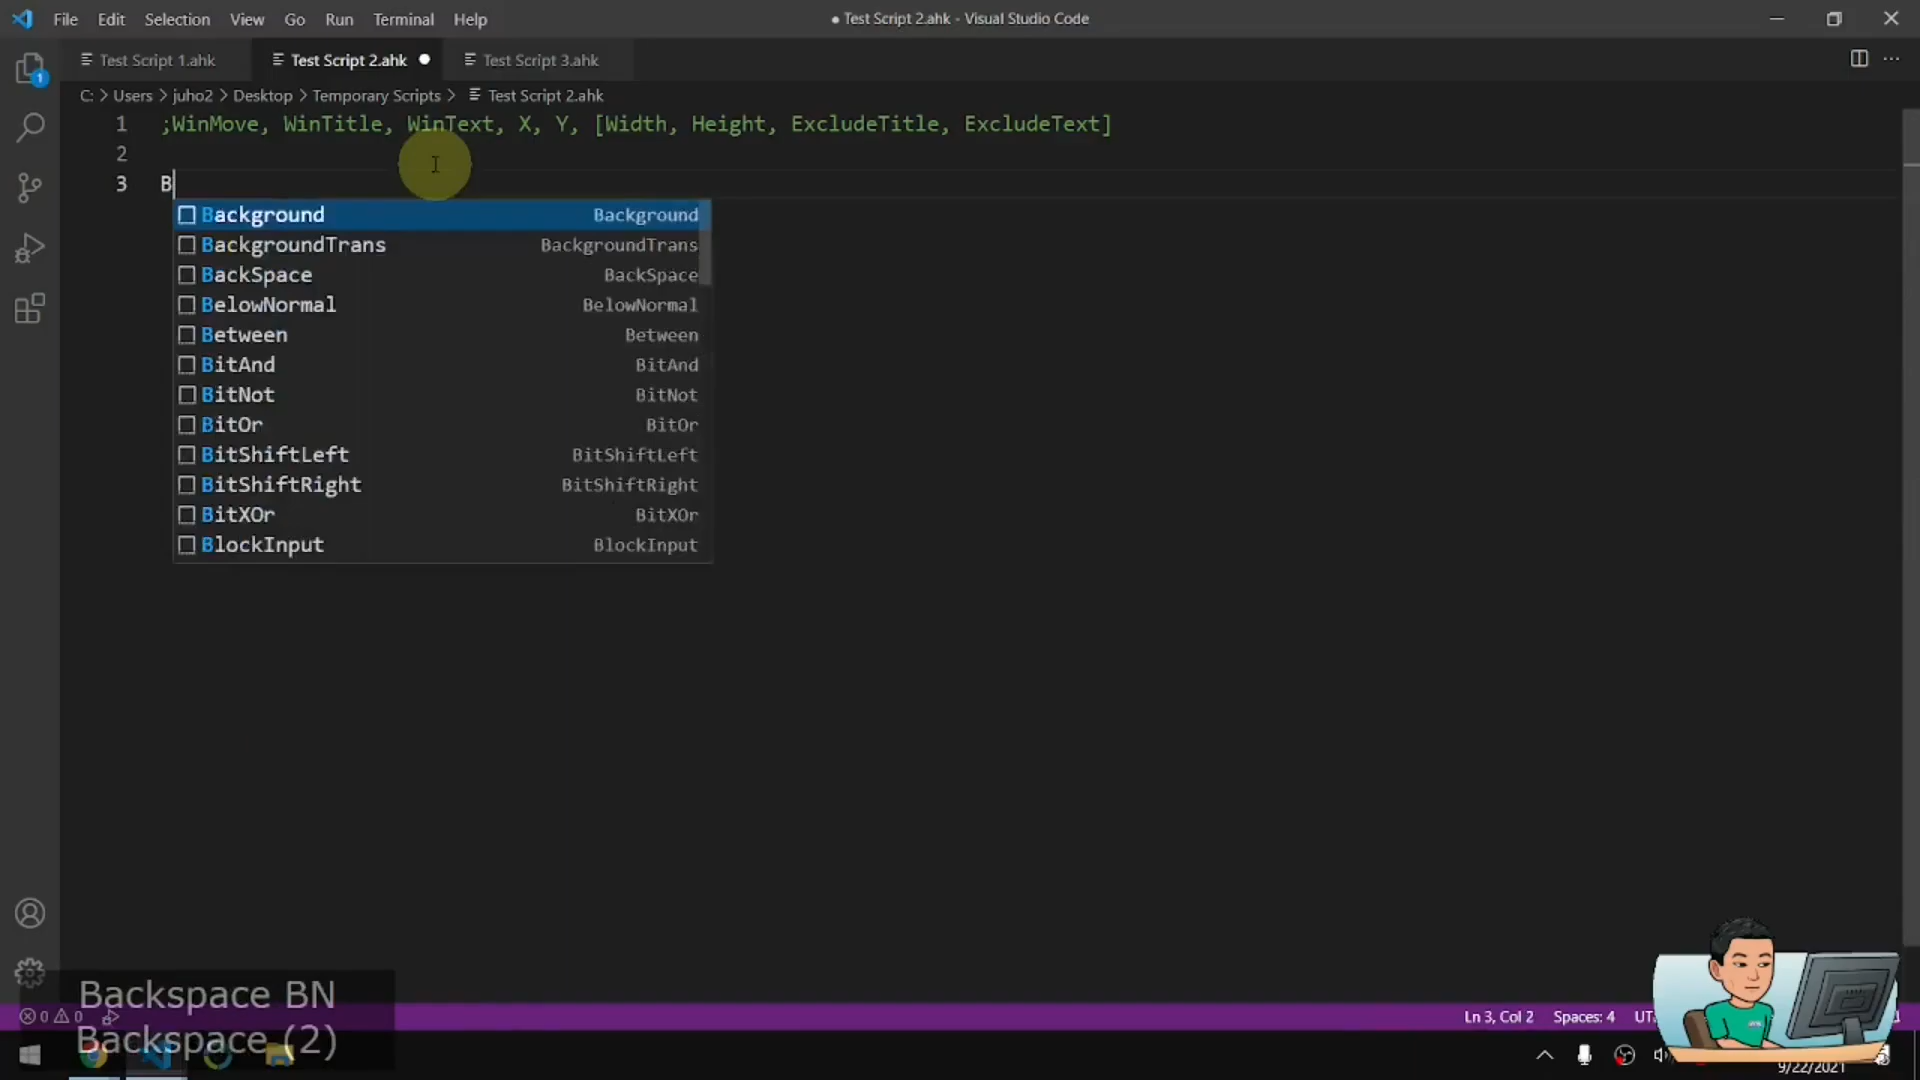 File Edit Selection View Go Run Terminal Help
● Test Script 2.ahk - Visual Studio Code
Test Script 1.ahk
Test Script 2.ahk
Test Script 3.ahk
1
C: > Users > juho2 > Desktop > Temporary Scripts > Test Script 2.ahk
1 ;WinMove, WinTitle, WinText, X, Y, [Width, Height, ExcludeTitle, ExcludeText]
2
3 B
Background Background
BackgroundTrans BackgroundTrans
BackSpace BackSpace
BelowNormal BelowNormal
Between Between
BitAnd BitAnd
BitNot BitNot
BitOr BitOr
BitShiftLeft BitShiftLeft
BitShiftRight BitShiftRight
BitXOr BitXOr
BlockInput BlockInput
Backspace BN
0 0
Ln 3, Col 2 Spaces: 4
Backspace (2)
9/22/2021